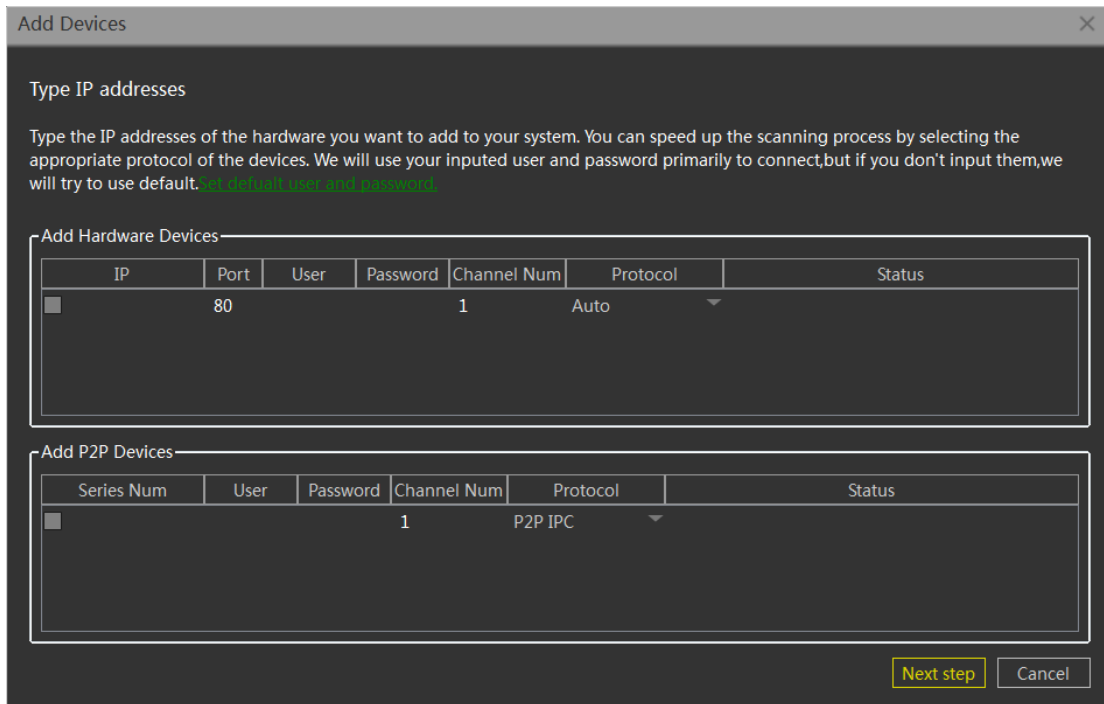 Add Devices
Type IP addresses
Type the IP addresses of the hardware you want to add to your system. You can speed up the scanning process by selecting the
appropriate protocol of the devices. We will use your inputed user and password primarily to connect,but if you don't input them,we
will try to use default.Set defualt user and password.
Add Hardware Devices
IP Port User Password Channel Num Protocol Status
80 1 Auto
Add P2P Devices
Series Num User Password Channel Num Protocol Status
1 P2P IPC
Next step Cancel